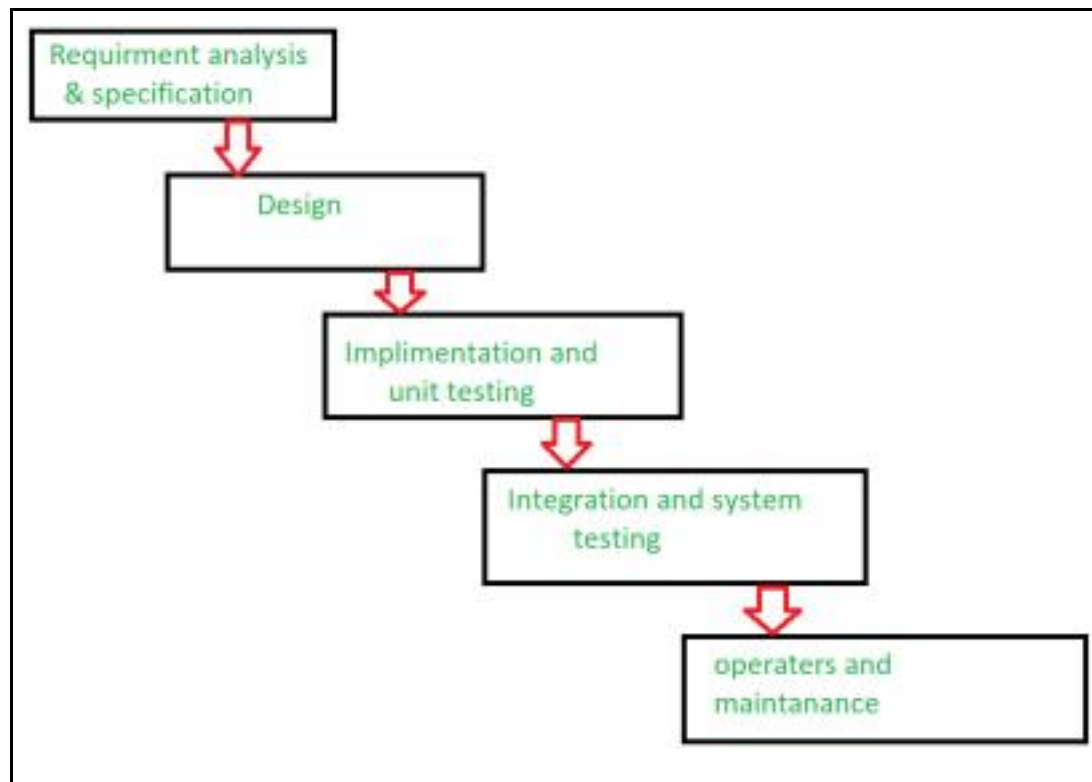 Requirment analysis
& specification
Design
Implimentation and
unit testing
Integration and system
testing
operaters and
maintanance